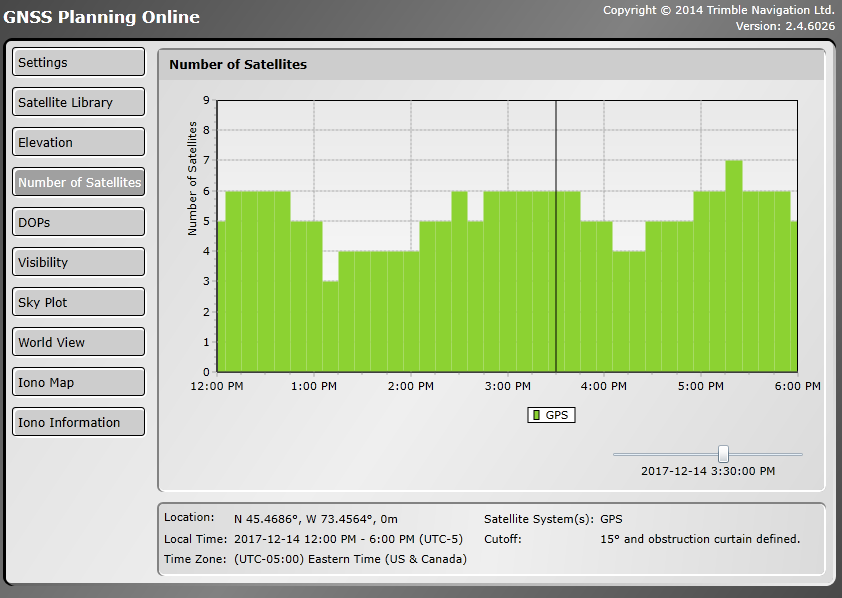 GNSS Planning Online
Copyright © 2014 Trimble Navigation Ltd.
Version: 2.4.6026
Settings
Satellite Library
Elevation
Number of Satellites
DOPs
Visibility
Sky Plot
World View
Iono Map
Iono Information
Number of Satellites
Number of Satellites
9
8
7
6
5
4
3
2
1
0
12:00 PM 1:00 PM 2:00 PM 3:00 PM 4:00 PM 5:00 PM 6:00 PM
GPS
2017-12-14 3:30:00 PM
Location: N 45.4686°, W 73.4564°, 0m
Local Time: 2017-12-14 12:00 PM - 6:00 PM (UTC-5)
Time Zone: (UTC-05:00) Eastern Time (US & Canada)
Satellite System(s): GPS
Cutoff: 15° and obstruction curtain defined.